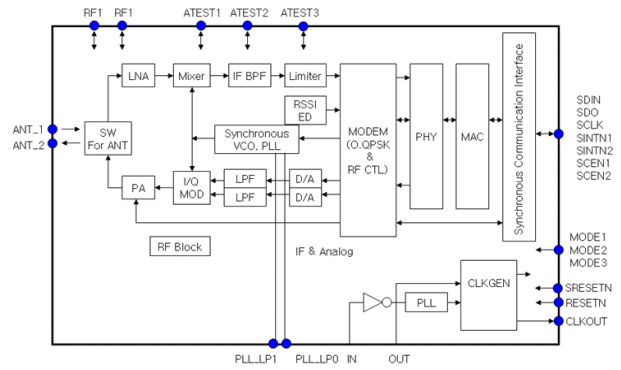 RF1 RF1 ATEST1 ATEST2 ATEST3
LNA
Mixer
IF BPF
Limiter
RSSI
ED
SW
For ANT
ANT_1
ANT_2
Synchronous
VCO, PLL
MODEM
(O.QPSK
&
RF CTL)
PHY
MAC
Synchronous Communication Interface
SDIN
SDO
SCLK
SINTN1
SINTN2
SCEN1
SCEN2
PA
I/Q
MOD
LPF
D/A
LPF
D/A
RF Block
IF & Analog
MODE1
MODE2
MODE3
CLKGEN
PLL
SRESETN
RESETN
CLKOUT
PLL_LP1 PLL_LP0 IN OUT